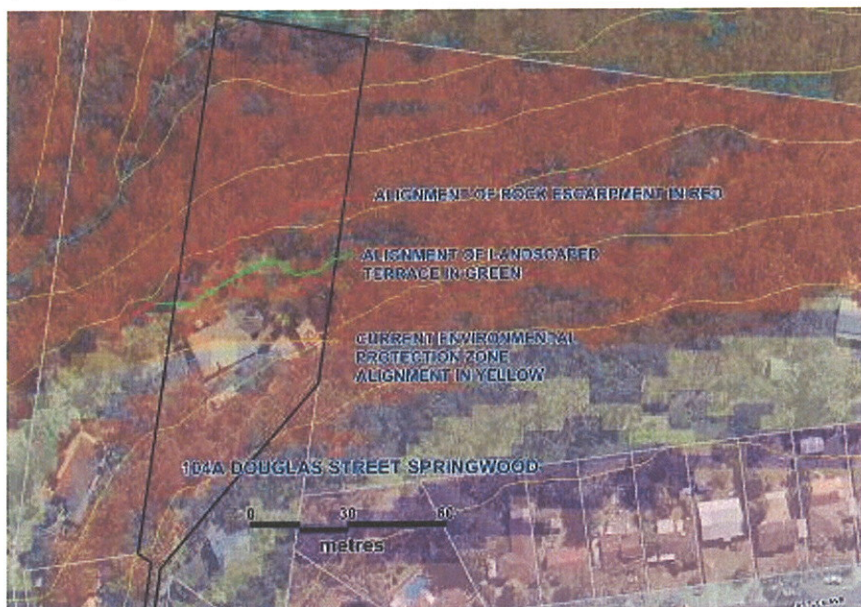 ALIGNMENT OF ROCK ESCARPMENT IN RED
ALIGNMENT OF LANDSCAPED
TERRACE IN GREEN
CURRENT ENVIRONMENTAL
PROTECTION ZONE
ALIGNMENT IN YELLOW
104A DOUGLAS STREET SPRINGWOOD
0 30 60
metres